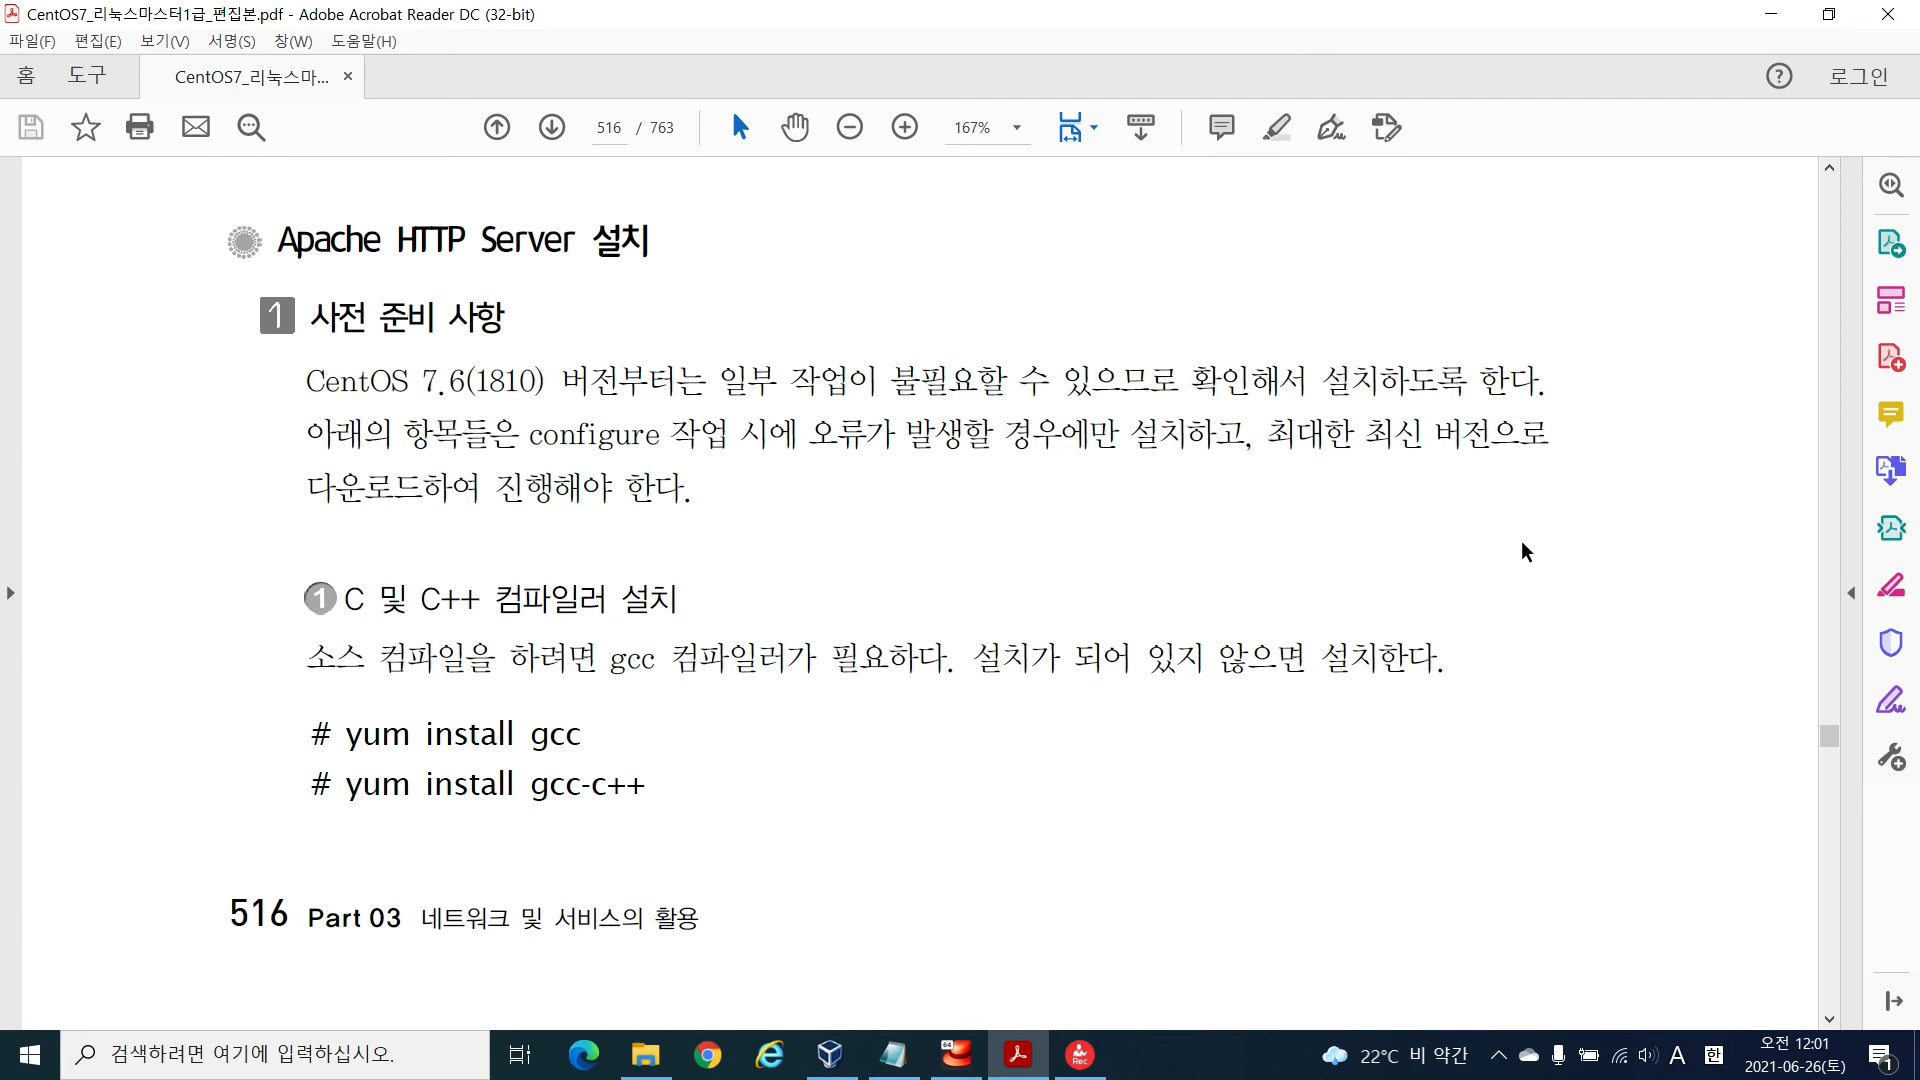 CentOS7_리눅스마스터1급_편집본.pdf - Adobe Acrobat Reader DC (32-bit)
파일(F) 편집(E) 보기(V) 서명(S) 창(W) 도움말(H)
홈 도구 CentOS7_리눅스마... × ? 로그인
516 / 763 167%
Apache HTTP Server 설치
1 사전 준비 사항
CentOS 7.6(1810) 버전부터는 일부 작업이 불필요할 수 있으므로 확인해서 설치하도록 한다.
아래의 항목들은 configure 작업 시에 오류가 발생할 경우에만 설치하고, 최대한 최신 버전으로
다운로드하여 진행해야 한다.
1 C 및 C++ 컴파일러 설치
소스 컴파일을 하려면 gcc 컴파일러가 필요하다. 설치가 되어 있지 않으면 설치한다.
# yum install gcc
# yum install gcc-c++
516 Part 03 네트워크 및 서비스의 활용
검색하려면 여기에 입력하십시오.
64
Rec
22°C 비 약간
A 한
오전 12:01
2021-06-26(토)
1